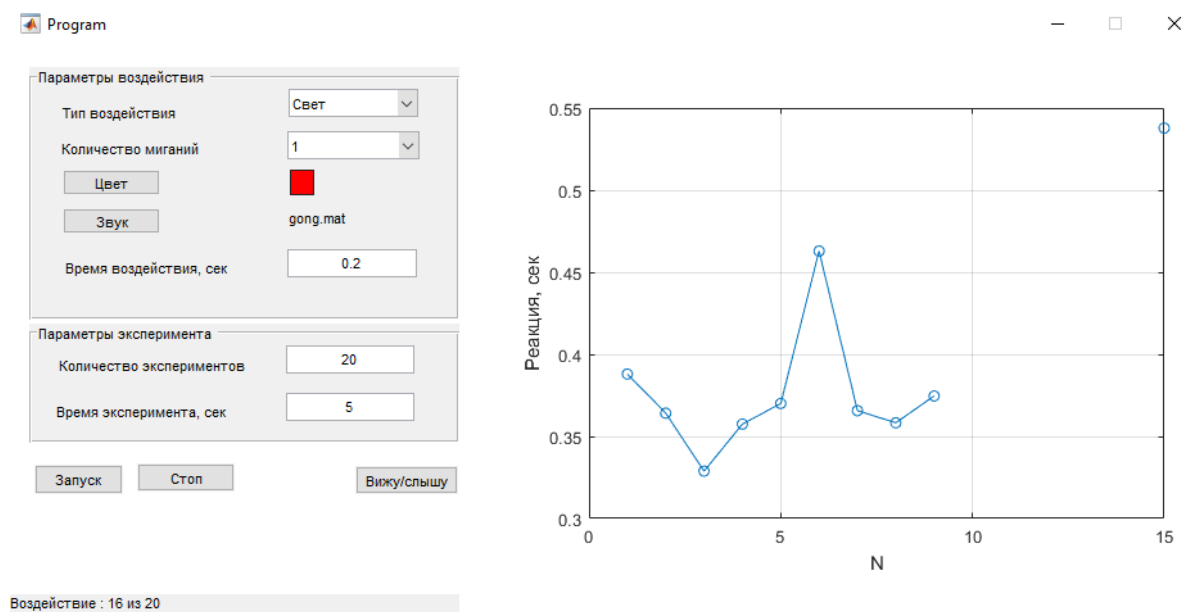 Program
Параметры воздействия
Тип воздействия
Свет
Количество миганий
1
Цвет
Звук
gong.mat
Время воздействия, сек
0.2
Параметры эксперимента
Количество экспериментов
20
Время эксперимента, сек
5
Запуск
Стоп
Вижу/слышу
Воздействие : 16 из 20
Реакция, сек
0.55
0.5
0.45
0.4
0.35
0.3
0
5
10
15
N